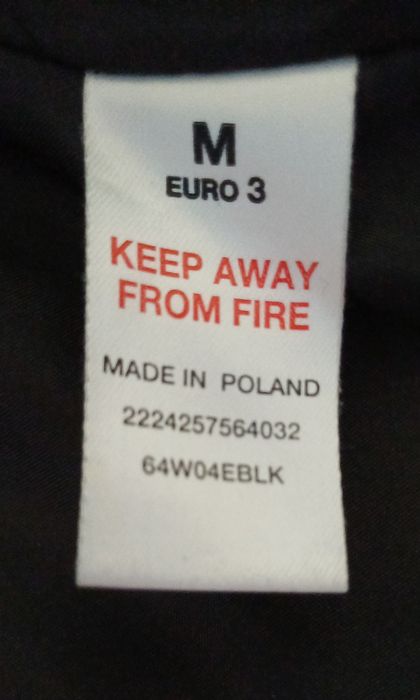 M
EURO 3
KEEP AWAY
FROM FIRE
MADE IN POLAND
2224257564032
64W04EBLK